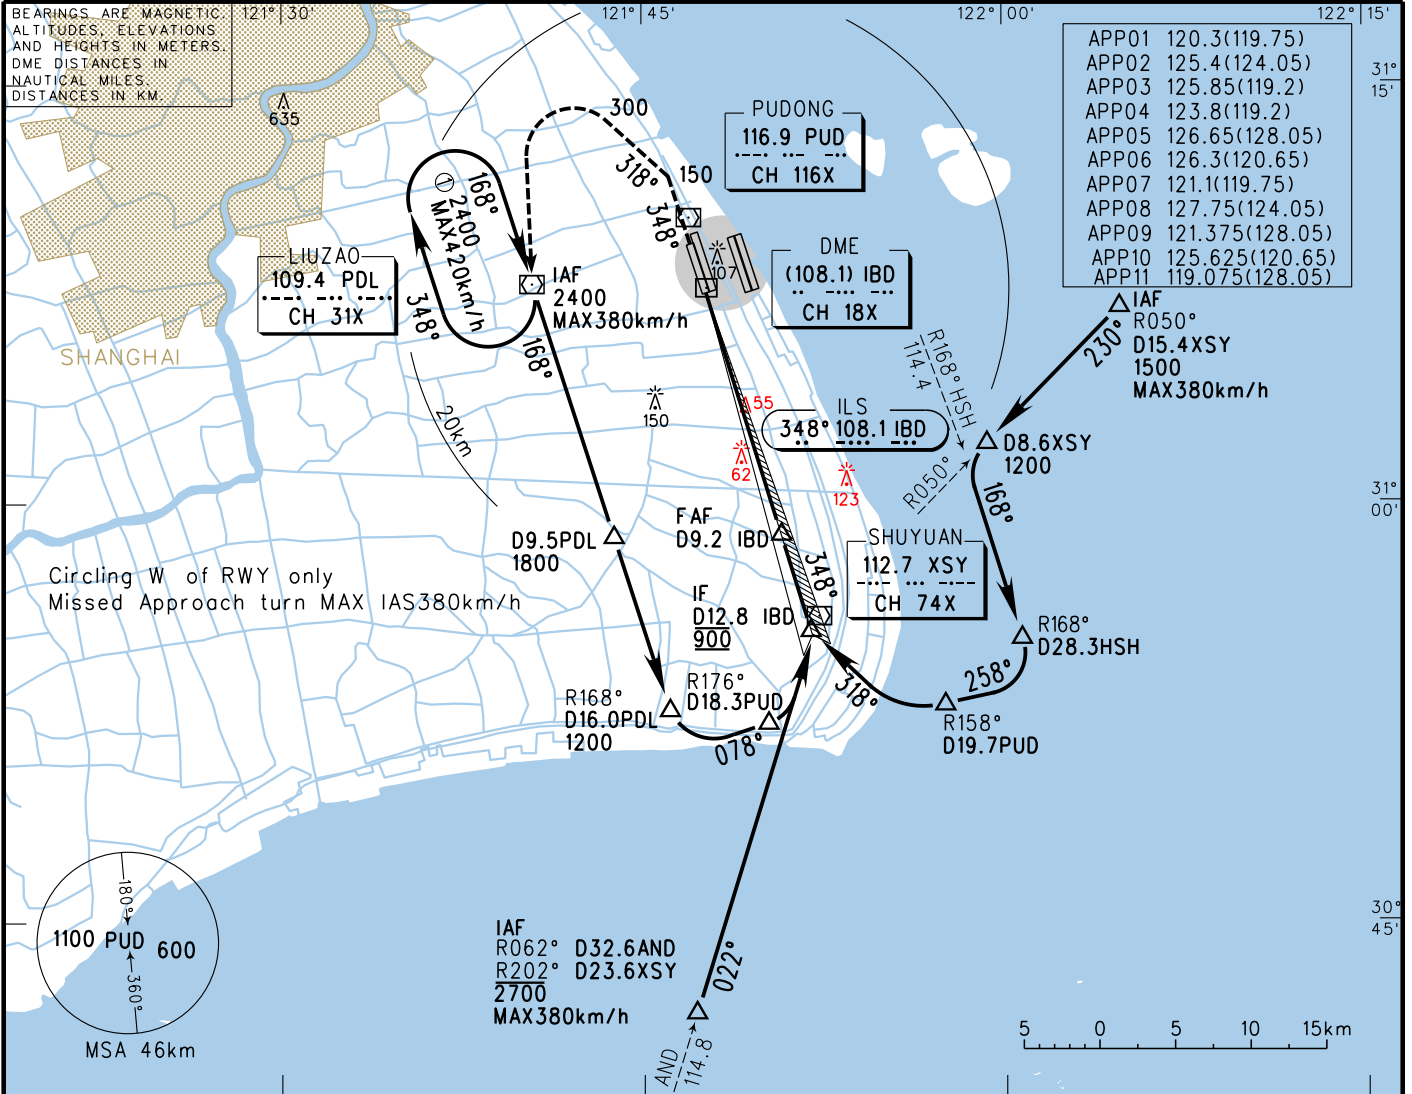 BEARINGS ARE MAGNETIC.
ALTITUDES, ELEVATIONS
AND HEIGHTS IN METERS.
DME DISTANCES IN
NAUTICAL MILES.
DISTANCES IN KM.
121° 30'
121° 45'
122° 00'
122° 15'
31°
15'
APP01 120.3(119.75)
APP02 125.4(124.05)
APP03 125.85(119.2)
APP04 123.8(119.2)
APP05 126.65(128.05)
APP06 126.3(120.65)
APP07 121.1(119.75)
APP08 127.75(124.05)
APP09 121.375(128.05)
APP10 125.625(120.65)
APP11 119.075(128.05)
635
300
318°
150
348°
PUDONG
116.9 PUD
CH 116X
168°
① 2400
MAX420km/h
348°
LIUZAO
109.4 PDL
CH 31X
IAF
2400
MAX380km/h
168°
107
DME
(108.1) IBD
CH 18X
IAF
R050°
D15.4XSY
1500
MAX380km/h
230°
SHANGHAI
20km
150
55
62
123
ILS
348° 108.1 IBD
R168° HSH
114.4
R050°
D8.6XSY
1200
168°
31°
00'
D9.5PDL
1800
FAF
D9.2 IBD
348°
SHUYUAN
112.7 XSY
CH 74X
Circling W of RWY only
Missed Approach turn MAX IAS380km/h
IF
D12.8 IBD
900
R168°
D28.3HSH
258°
318°
R158°
D19.7PUD
R168°
D16.0PDL
1200
R176°
D18.3PUD
078°
180°
1100 PUD 600
360°
MSA 46km
IAF
R062° D32.6AND
R202° D23.6XSY
2700
MAX380km/h
022°
AND
114.8
30°
45'
5 0 5 10 15km